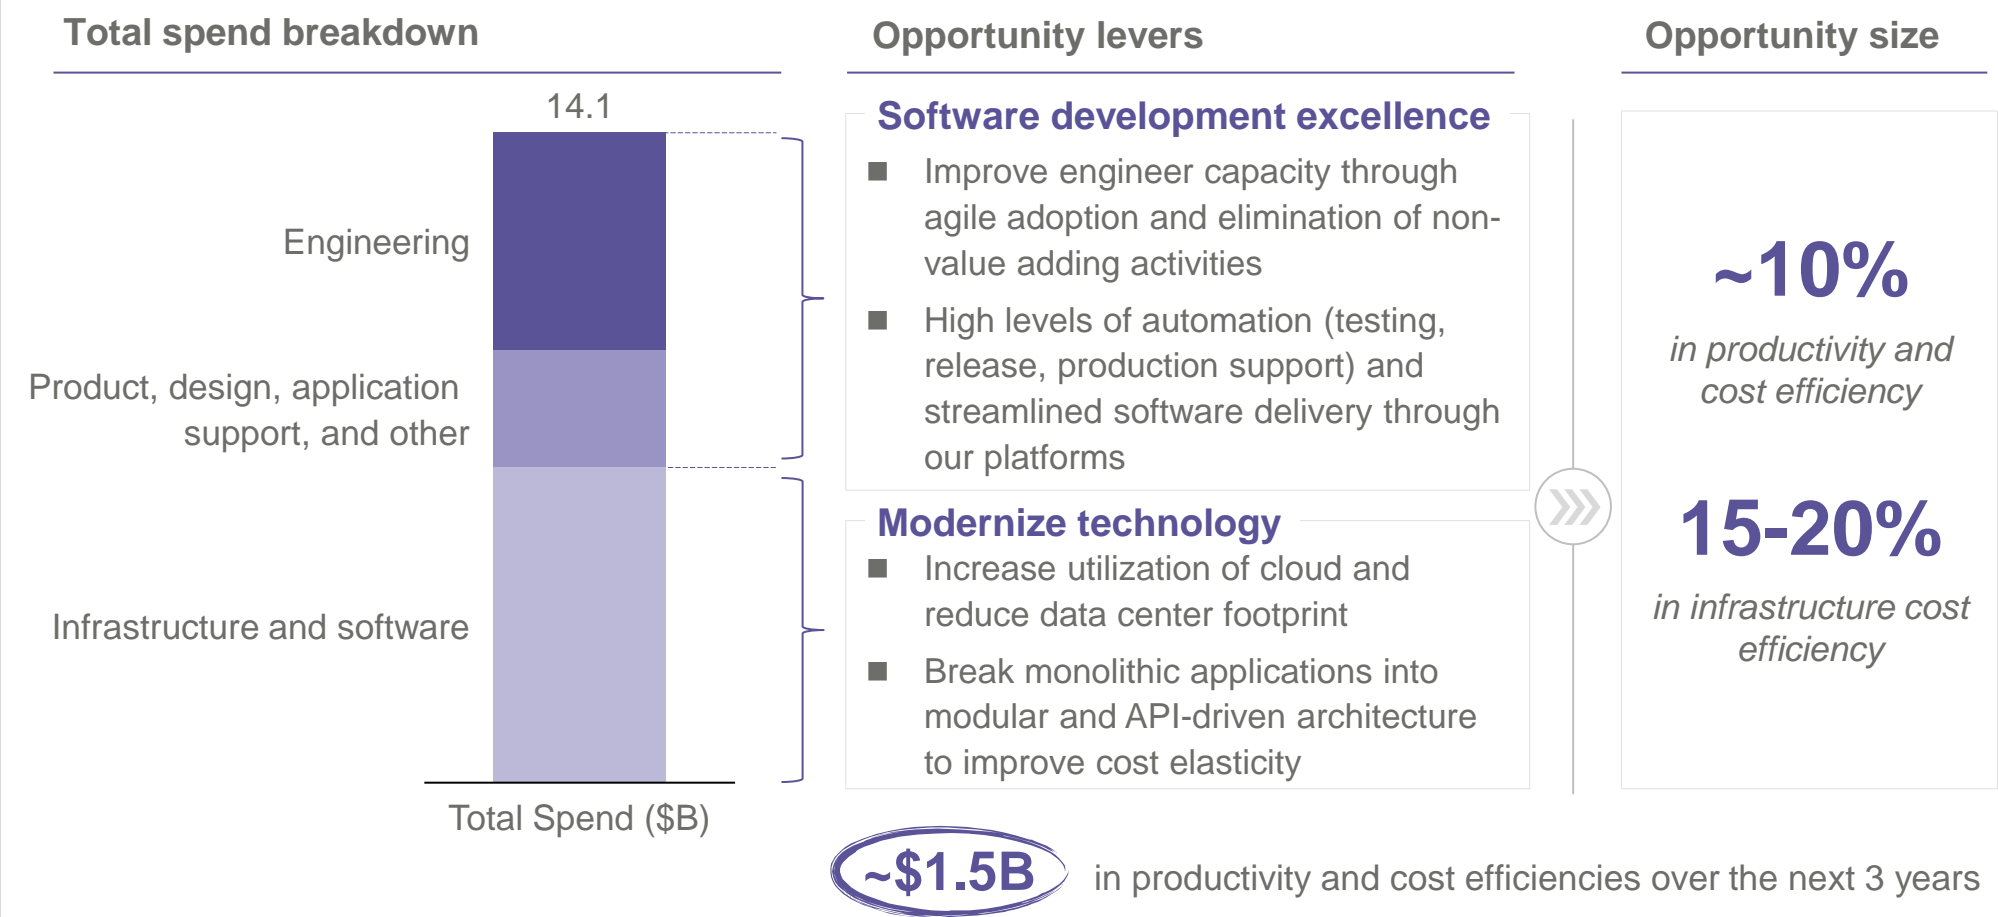 Total spend breakdown
14.1
Engineering
Product, design, application
support, and other
Infrastructure and software
Total Spend ($B)
Opportunity levers
Software development excellence
■ Improve engineer capacity through
agile adoption and elimination of non-
value adding activities
■ High levels of automation (testing,
release, production support) and
streamlined software delivery through
our platforms
Modernize technology
■ Increase utilization of cloud and
reduce data center footprint
■ Break monolithic applications into
modular and API-driven architecture
to improve cost elasticity
Opportunity size
~10%
in productivity and
cost efficiency
15-20%
in infrastructure cost
efficiency
~$1.5B in productivity and cost efficiencies over the next 3 years